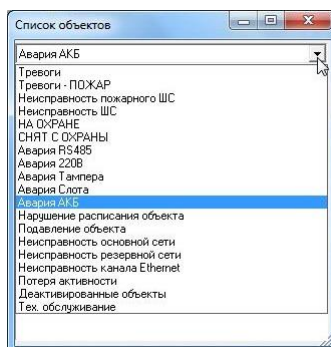 Список объектов
Авария АКБ
Тревоги
Тревоги - ПОЖАР
Неисправность пожарного ШС
Неисправность ШС
НА ОХРАНЕ
СНЯТ С ОХРАНЫ
Авария RS485
Авария 220В
Авария Тампера
Авария Слота
Авария АКБ
Нарушение расписания объекта
Подавление объекта
Неисправность основной сети
Неисправность резервной сети
Неисправность канала Ethernet
Потеря активности
Деактивированные объекты
Тех. обслуживание